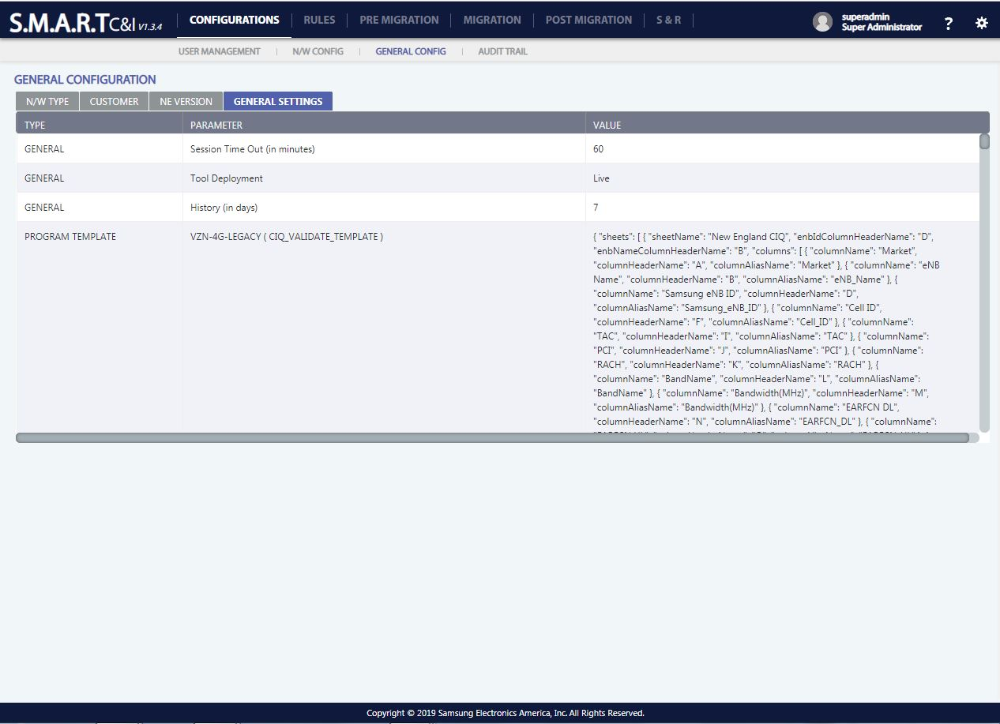 S.M.A.R.T C&I V1.3.4
CONFIGURATIONS RULES PRE MIGRATION MIGRATION POST MIGRATION S & R
superadmin
Super Administrator
?
USER MANAGEMENT N/W CONFIG GENERAL CONFIG AUDIT TRAIL
GENERAL CONFIGURATION
N/W TYPE CUSTOMER NE VERSION GENERAL SETTINGS
TYPE PARAMETER VALUE
GENERAL Session Time Out (in minutes) 60
GENERAL Tool Deployment Live
GENERAL History (in days) 7
PROGRAM TEMPLATE VZN-4G-LEGACY ( CIQ_VALIDATE_TEMPLATE ) { "sheets": [ { "sheetName": "New England CIQ", "enbIdColumnHeaderName": "D",
"enbNameColumnHeaderName": "B", "columns": [ { "columnName": "Market",
"columnHeaderName": "A", "columnAliasName": "Market" }, { "columnName": "eNB
Name", "columnHeaderName": "B", "columnAliasName": "eNB_Name" }, {
"columnName": "Samsung eNB ID", "columnHeaderName": "D",
"columnAliasName": "Samsung_eNB_ID" }, { "columnName": "Cell ID",
"columnHeaderName": "F", "columnAliasName": "Cell_ID" }, { "columnName":
"TAC", "columnHeaderName": "I", "columnAliasName": "TAC" }, { "columnName":
"PCI", "columnHeaderName": "J", "columnAliasName": "PCI" }, { "columnName":
"RACH", "columnHeaderName": "K", "columnAliasName": "RACH" }, {
"columnName": "BandName", "columnHeaderName": "L", "columnAliasName":
"BandName" }, { "columnName": "Bandwidth(MHz)", "columnHeaderName": "M",
"columnAliasName": "Bandwidth(MHz)" }, { "columnName": "EARFCN DL",
"columnHeaderName": "N", "columnAliasName": "EARFCN_DL" }, { "columnName":
Copyright © 2019 Samsung Electronics America, Inc. All Rights Reserved.